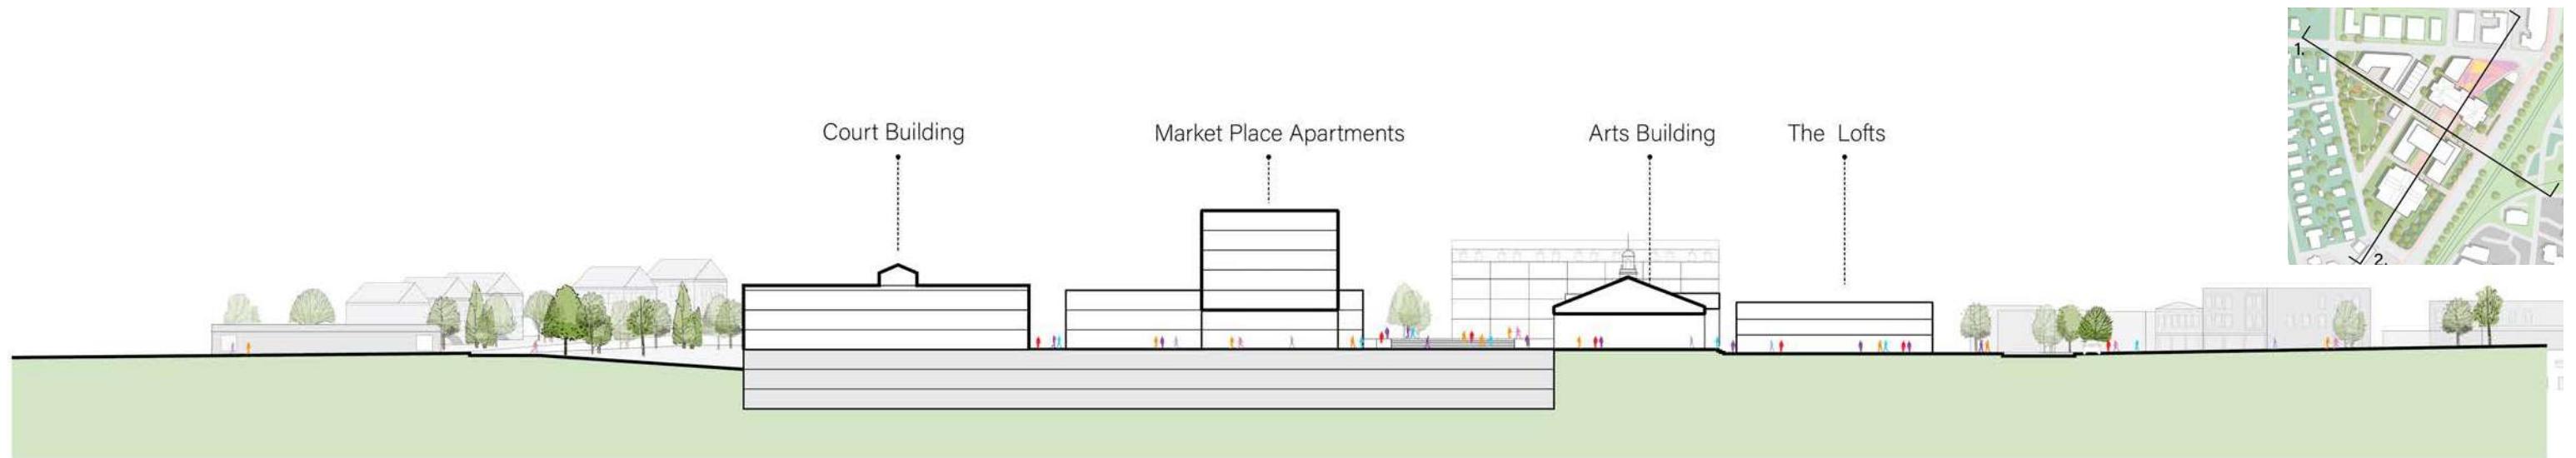 1.
Court Building
Market Place Apartments
Arts Building
The Lofts
2.